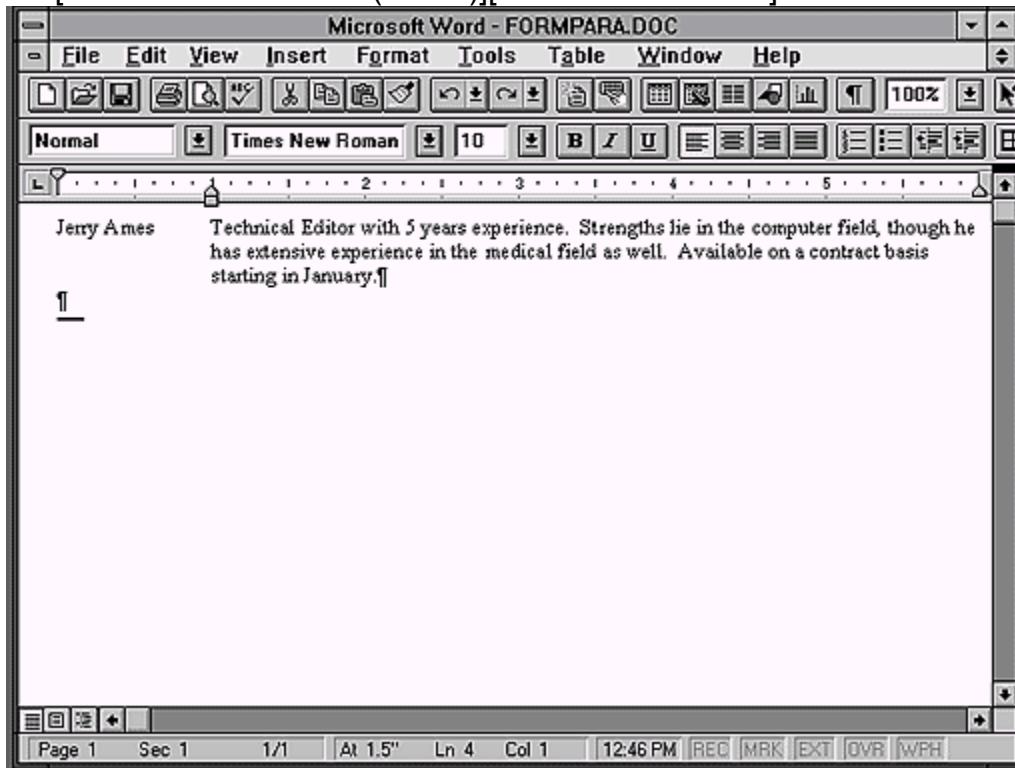 Microsoft Word - FORMPARA.DOC
File Edit View Insert Format Tools Table Window Help
ABC ¶ 100%
Normal Times New Roman 10 B I U
1 2 3 4 5
Jerry Ames Technical Editor with 5 years experience. Strengths lie in the computer field, though he
has extensive experience in the medical field as well. Available on a contract basis
starting in January.¶
¶
Page 1 Sec 1 1/1 At 1.5" Ln 4 Col 1 12:46 PM REC MRK EXT OVR WPH